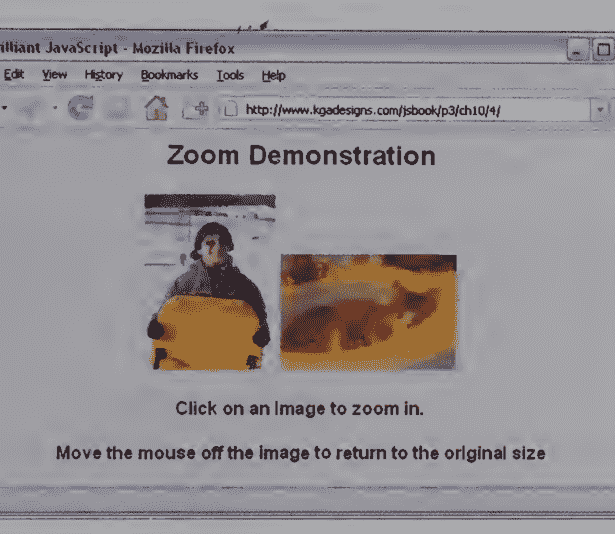 illiant JavaScript - Mozilla Firefox
Edit View History Bookmarks Tools Help
http://www.kgadesigns.com/jsbook/p3/ch10/4/
Zoom Demonstration
Click on an image to zoom in.
Move the mouse off the image to return to the original size